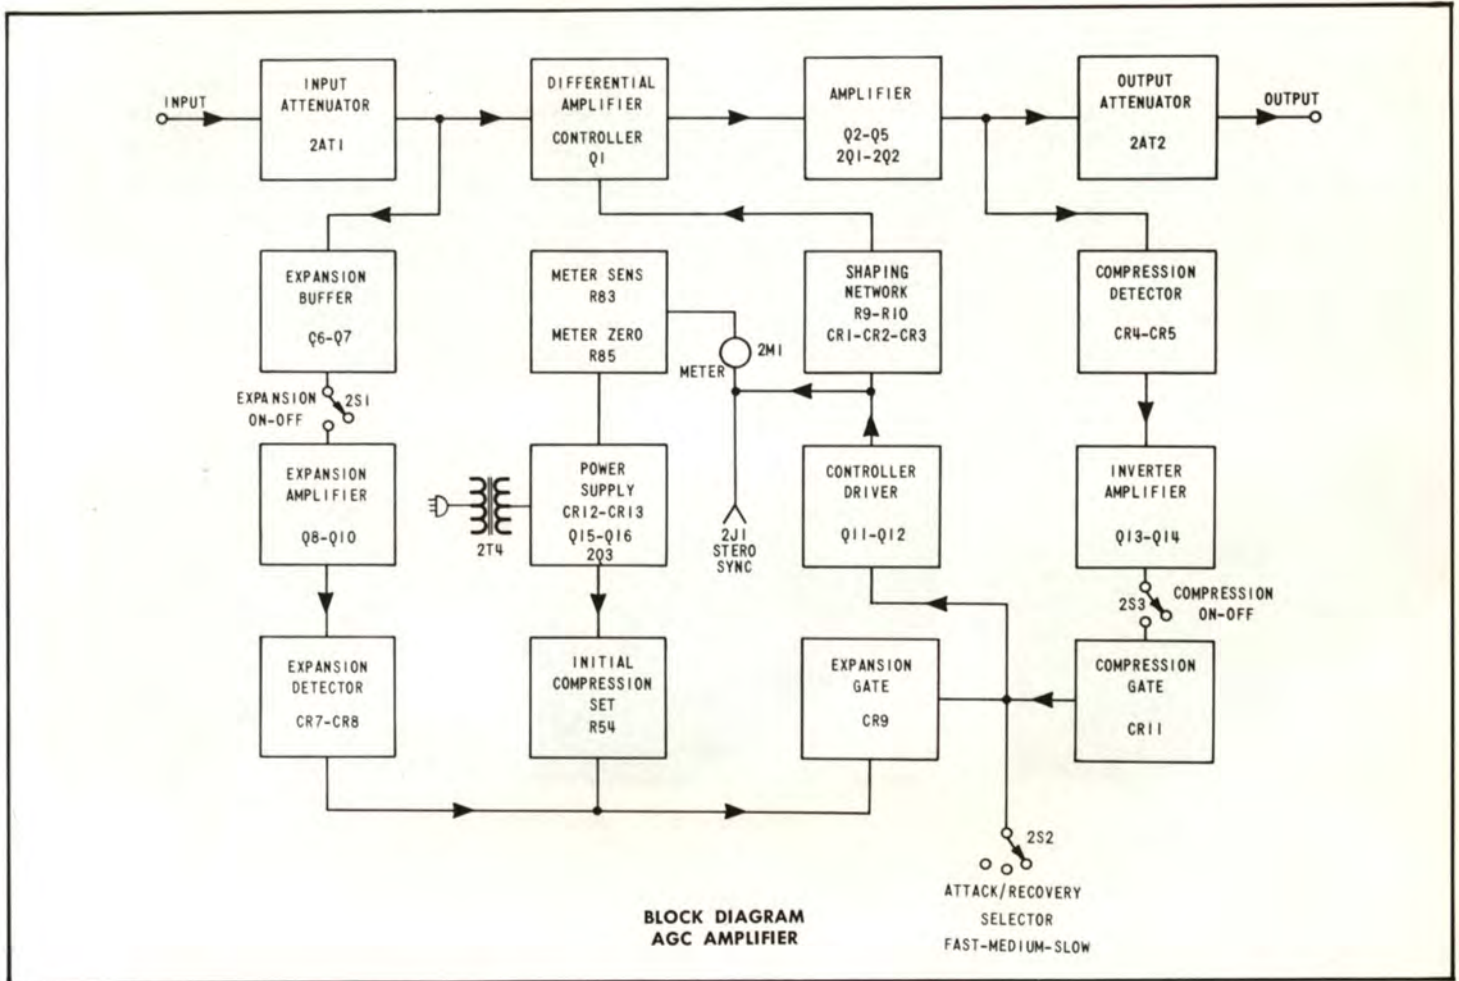 INPUT
INPUT
ATTENUATOR
2AT1
DIFFERENTIAL
AMPLIFIER
CONTROLLER
Q1
AMPLIFIER
Q2-Q5
2Q1-2Q2
OUTPUT
ATTENUATOR
2AT2
OUTPUT
EXPANSION
BUFFER
Q6-Q7
METER SENS
R83
METER ZERO
R85
2M1
METER
SHAPING
NETWORK
R9-R10
CR1-CR2-CR3
COMPRESSION
DETECTOR
CR4-CR5
EXPANSION
ON-OFF
2S1
EXPANSION
AMPLIFIER
Q8-Q10
2T4
POWER
SUPPLY
CR12-CR13
Q15-Q16
2Q3
2J1
STERO
SYNC
CONTROLLER
DRIVER
Q11-Q12
INVERTER
AMPLIFIER
Q13-Q14
2S3
COMPRESSION
ON-OFF
EXPANSION
DETECTOR
CR7-CR8
INITIAL
COMPRESSION
SET
R54
EXPANSION
GATE
CR9
COMPRESSION
GATE
CR11
2S2
ATTACK/RECOVERY
SELECTOR
FAST-MEDIUM-SLOW
BLOCK DIAGRAM
AGC AMPLIFIER